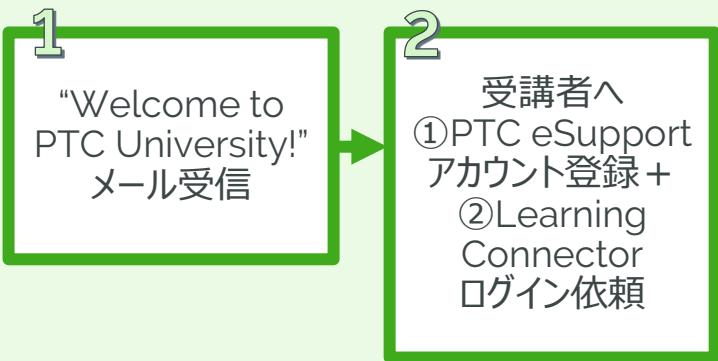 1
“Welcome to
PTC University!”
メール受信
2
受講者へ
①PTC eSupport
アカウント登録＋
②Learning
Connector
ログイン依頼